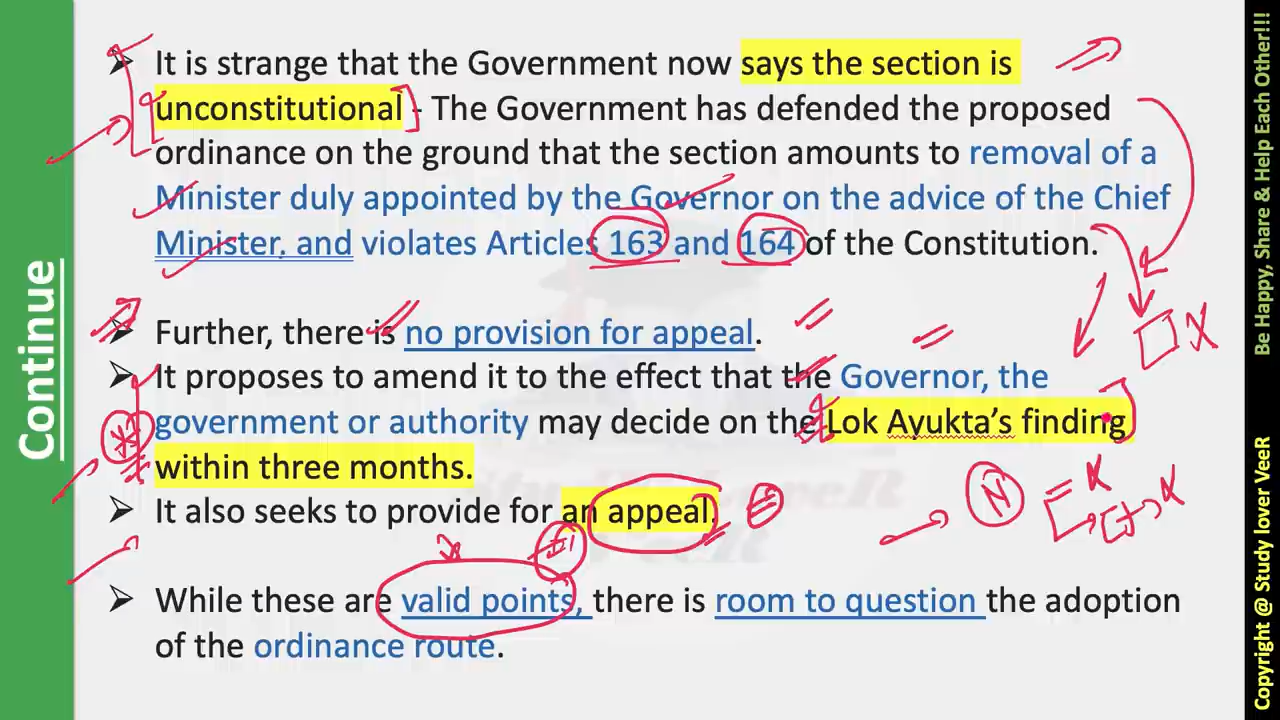 It is strange that the Government now says the section is
unconstitutional - The Government has defended the proposed
ordinance on the ground that the section amounts to removal of a
Minister duly appointed by the Governor on the advice of the Chief
Minister, and violates Articles 163 and 164 of the Constitution.
Further, there is no provision for appeal.
It proposes to amend it to the effect that the Governor, the
government or authority may decide on the Lok Ayukta's finding
within three months.
It also seeks to provide for an appeal.
While these are valid points, there is room to question the adoption
of the ordinance route.
Continue
Be Happy, Share & Help Each Other!!!
Copyright @ Study lover VeeR
N